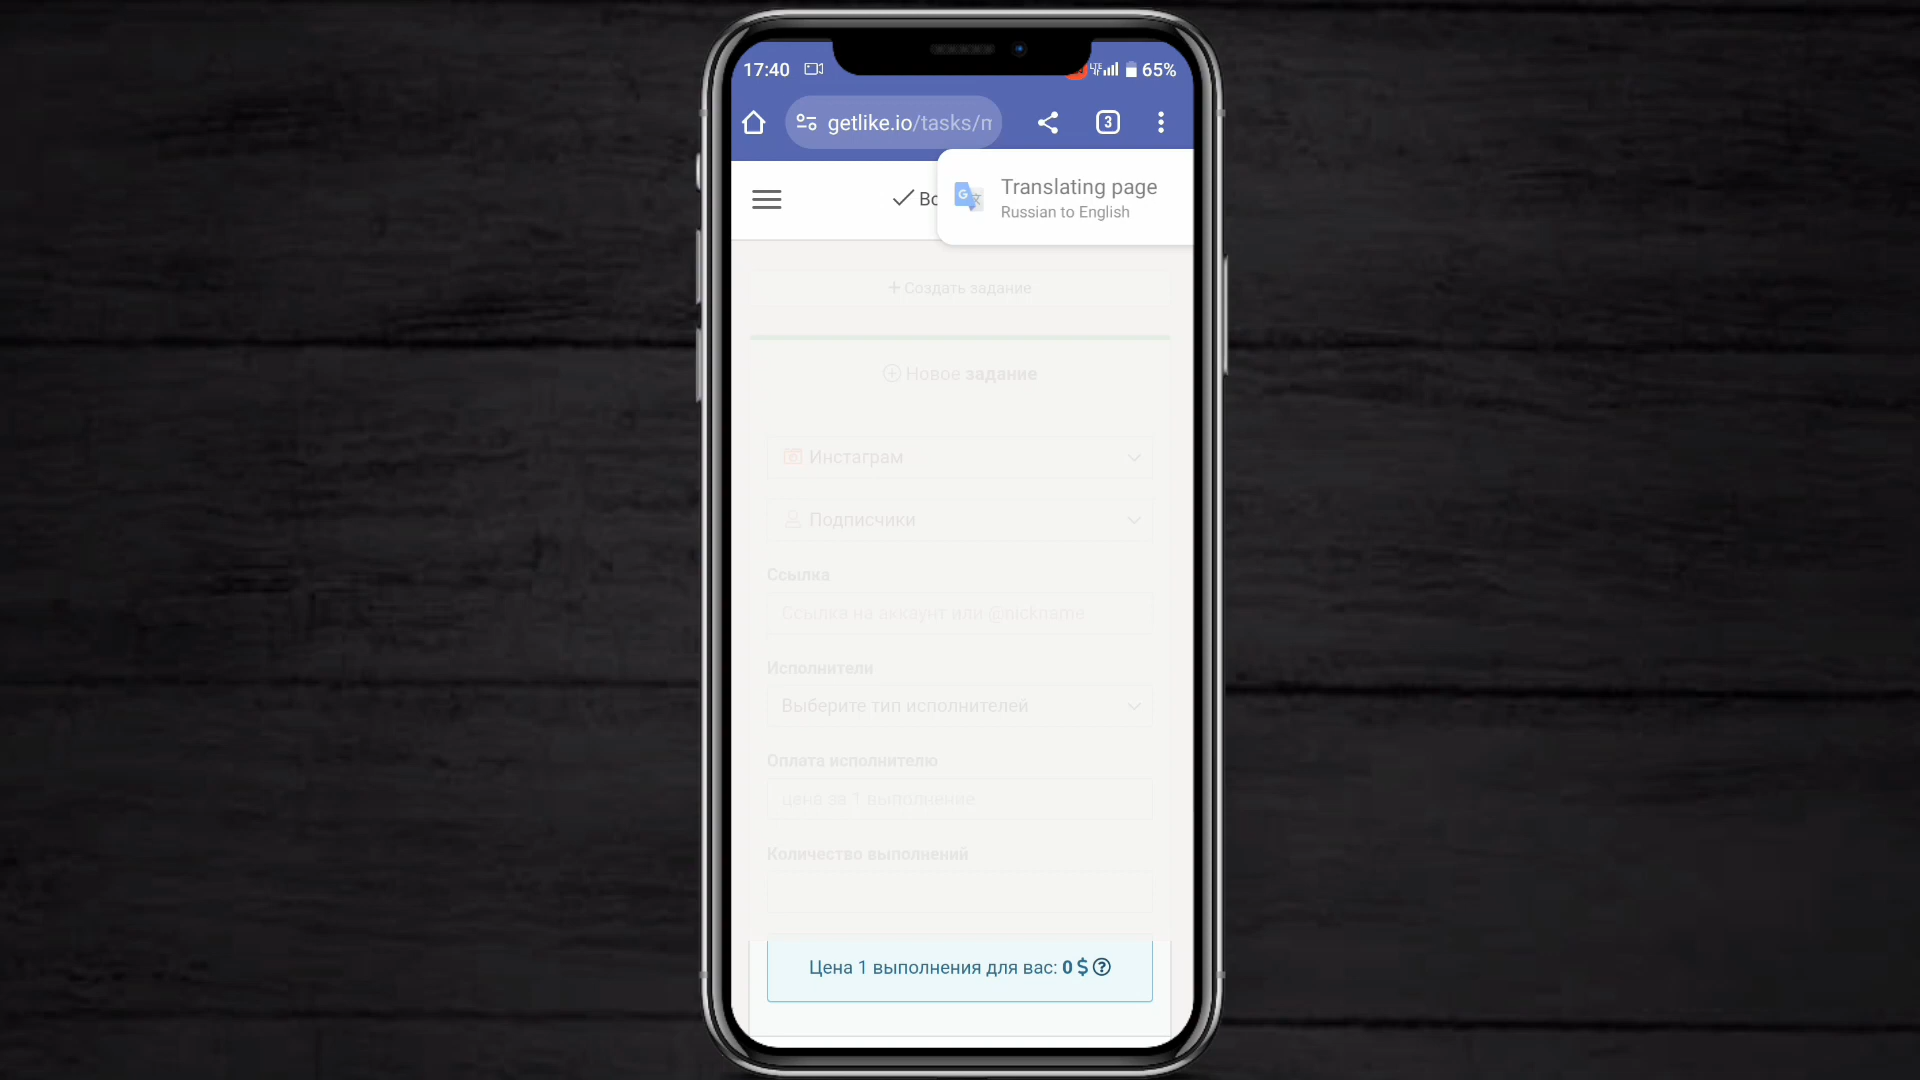 17:40
LTE 65%
getlike.io/tasks/
3
Translating page
Russian to English
+ Создать задание
Новое задание
Инстаграм
Подписчики
Ссылка
Ссылка на аккаунт или @nickname
Исполнители
Выберите тип исполнителей
Оплата исполнителю
цена за 1 выполнение
Количество выполнений
Цена 1 выполнения для вас: 0 $